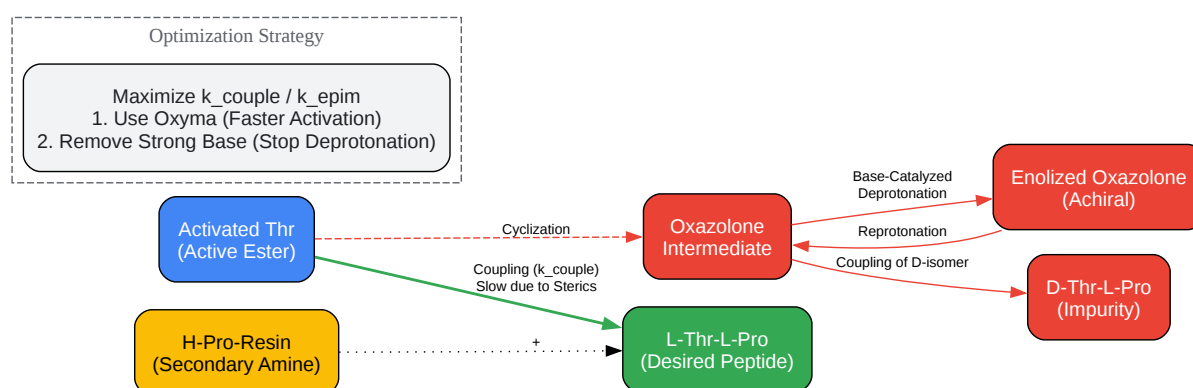 Optimization Strategy
Maximize k_couple / k_epim
1. Use Oxyma (Faster Activation)
2. Remove Strong Base (Stop Deprotonation)
Activated Thr
(Active Ester)
Cyclization
Oxazolone
Intermediate
Base-Catalyzed
Deprotonation
Enolized Oxazolone
(Achiral)
Reprotonation
Coupling of D-isomer
D-Thr-L-Pro
(Impurity)
Coupling (k_couple)
Slow due to Sterics
H-Pro-Resin
(Secondary Amine)
+
L-Thr-L-Pro
(Desired Peptide)